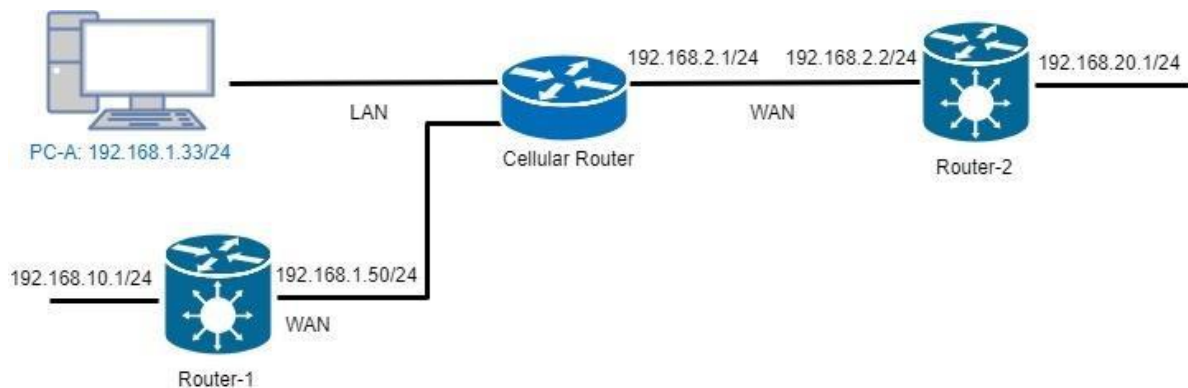 192.168.2.1/24
192.168.2.2/24
192.168.20.1/24
LAN
WAN
PC-A: 192.168.1.33/24
Cellular Router
Router-2
192.168.10.1/24
192.168.1.50/24
WAN
Router-1